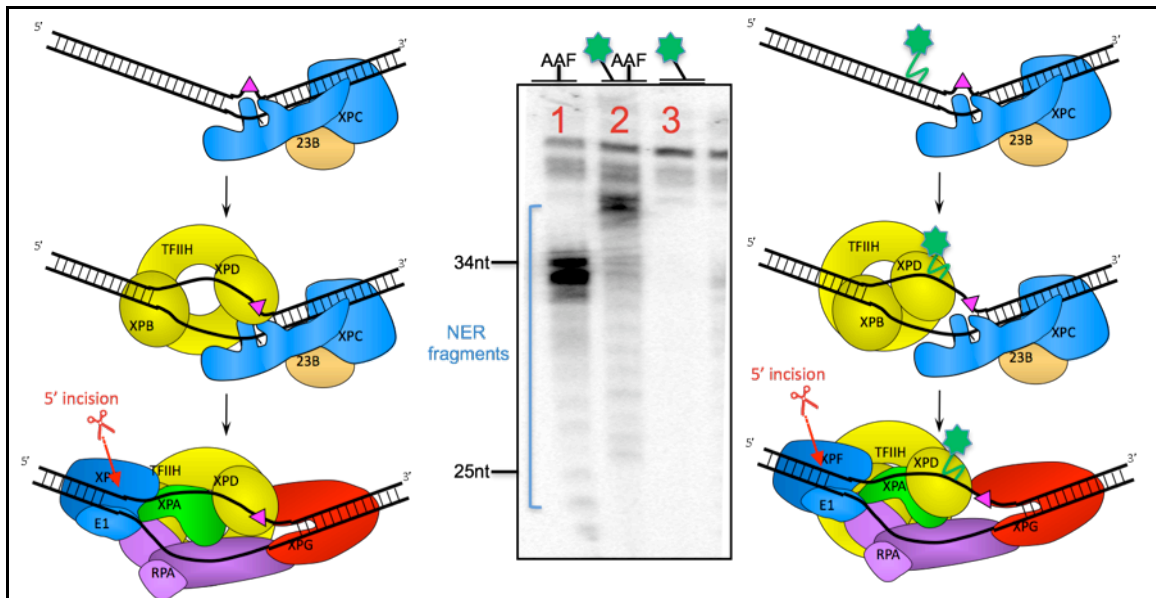 5'
3'
XPC
23B
TFIIH
XPD
XPB
5'
3'
XPC
23B
5' incision
5'
3'
XPF
TFIIH
XPD
XPA
E1
XPG
RPA
AAF
AAF
1
2
3
34nt
NER
fragments
25nt
5'
3'
XPC
23B
TFIIH
XPD
XPB
5'
3'
XPC
23B
5' incision
5'
3'
XPF
TFIIH
XPD
XPA
E1
XPG
RPA